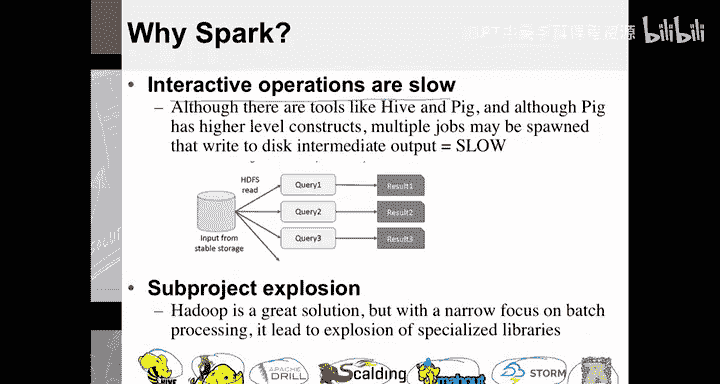 Why Spark?
bilibili
• Interactive operations are slow
– Although there are tools like Hive and Pig, and although Pig
has higher level constructs, multiple jobs may be spawned
that write to disk intermediate output = SLOW
HDFS
read
Query1
Result1
Query2
Result2
Query3
Result3
Input from
stable storage
• Subproject explosion
– Hadoop is a great solution, but with a narrow focus on batch
processing, it lead to explosion of specialized libraries
HIVE
APACHE
DRILL
Scalding
mahout
STORM